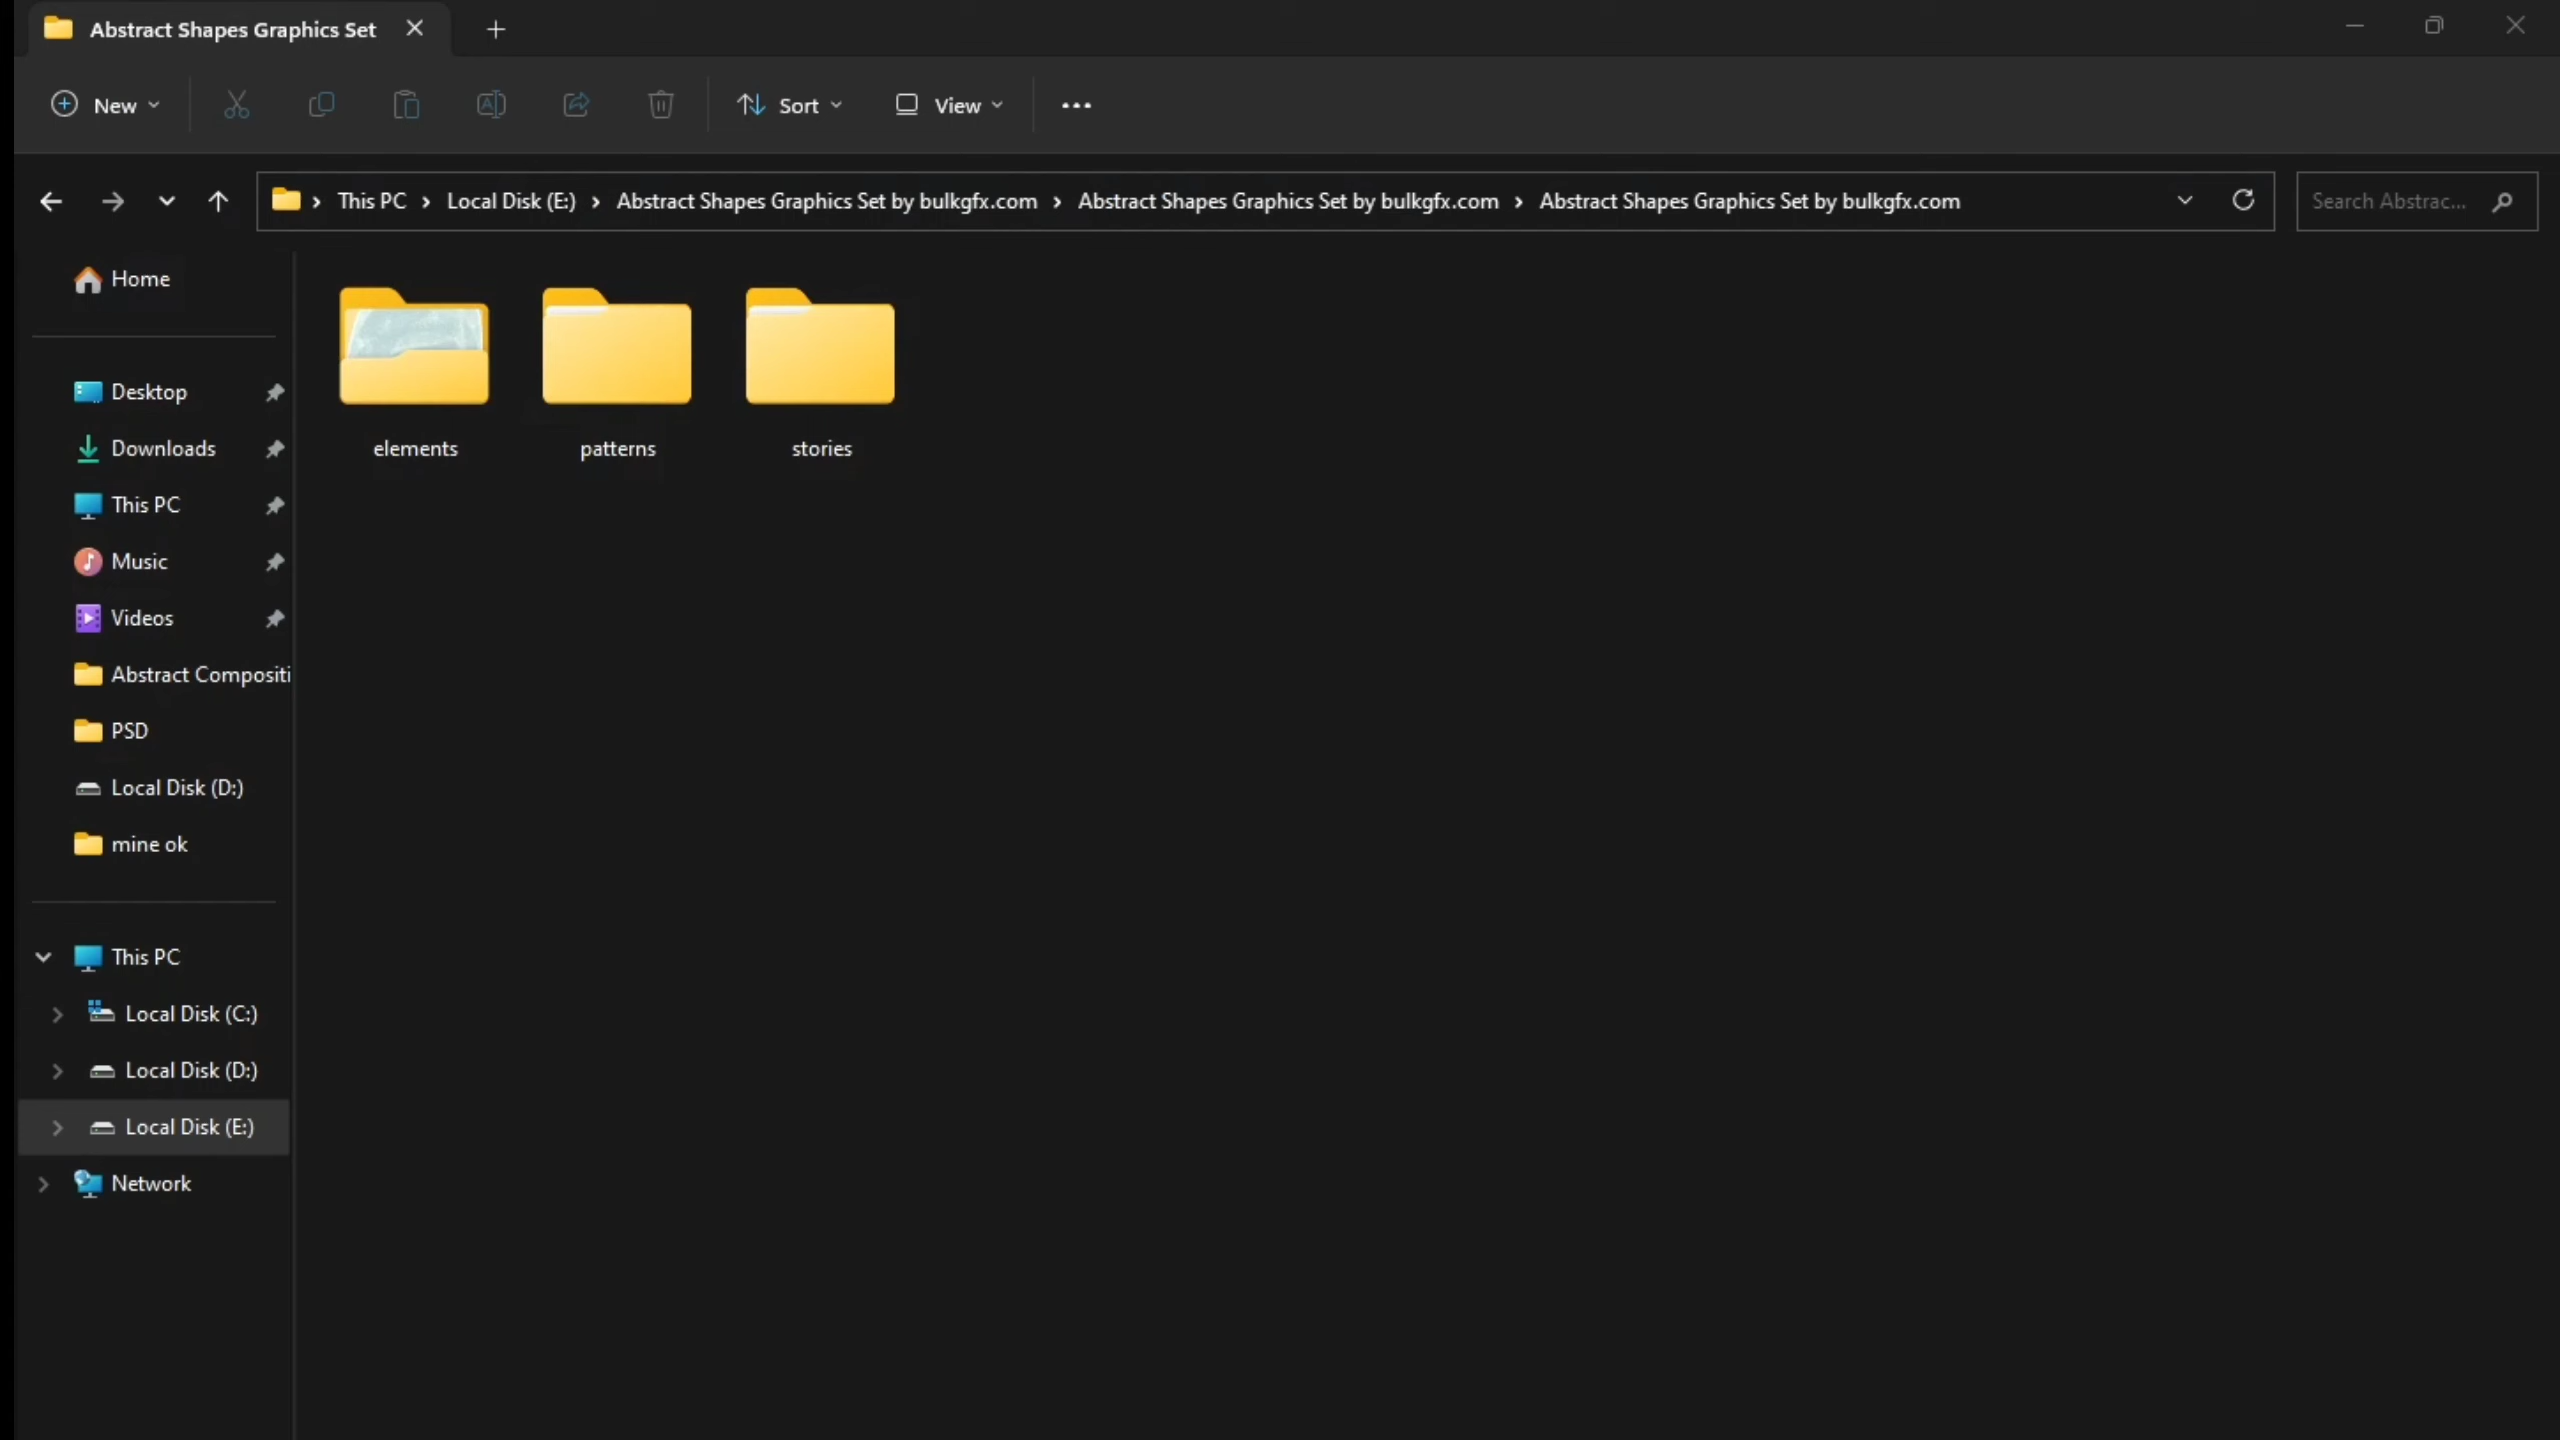 Abstract Shapes Graphics Set
New
Sort
View
This PC > Local Disk (E:) > Abstract Shapes Graphics Set by bulkgfx.com > Abstract Shapes Graphics Set by bulkgfx.com > Abstract Shapes Graphics Set by bulkgfx.com
Search Abstrac...
Home
Desktop
Downloads
This PC
Music
Videos
Abstract Compositi
PSD
Local Disk (D:)
mine ok
This PC
Local Disk (C:)
Local Disk (D:)
Local Disk (E:)
Network
elements
patterns
stories